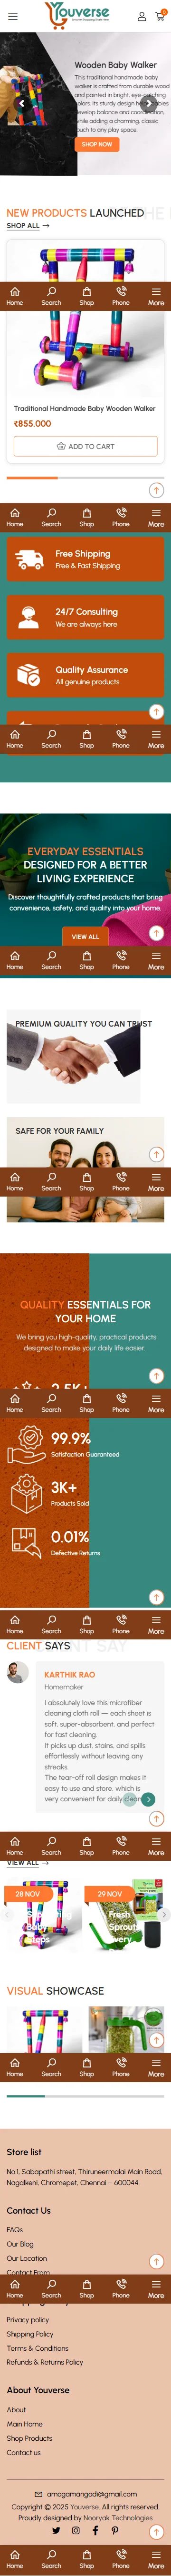 Youverse
0
Wooden Baby Walker
This traditional handmade baby
walker is crafted from durable wood
and painted in bright, eye-catching
colors. Its sturdy design helps babies
develop balance and coordination
while adding a charming, classic
touch to any play space.
SHOP NOW
NEW PRODUCTS LAUNCHED
SHOP ALL
Home Search Shop Phone More
Traditional Handmade Baby Wooden Walker
₹855.000
ADD TO CART
Home Search Shop Phone More
Free Shipping
Free & Fast Shipping
24/7 Consulting
We are always here
Quality Assurance
All genuine products
Home Search Shop Phone More
EVERYDAY ESSENTIALS
DESIGNED FOR A BETTER
LIVING EXPERIENCE
Discover thoughtfully crafted products that bring
convenience, safety, and quality into your home.
VIEW ALL
Home Search Shop Phone More
PREMIUM QUALITY YOU CAN TRUST
SAFE FOR YOUR FAMILY
Home Search Shop Phone More
QUALITY ESSENTIALS FOR
YOUR HOME
We bring you high-quality, practical products
designed to make your daily life easier.
Home Search Shop Phone More
99.9%
Satisfaction Guaranteed
3K+
Products Sold
0.01%
Defective Returns
Home Search Shop Phone More
CLIENT SAYS
KARTHIK RAO
Homemaker
I absolutely love this microfiber
cleaning cloth roll — each sheet is
soft, super-absorbent, and perfect
for fast cleaning.
It picks up dust, stains, and spills
effortlessly without leaving any
streaks.
The tear-off roll design makes it
easy to use and store, which is
very convenient for daily
Home Search Shop Phone More
VIEW ALL
28 NOV
29 NOV
Baby
Steps
Fresh
Sprouts
Every
VISUAL SHOWCASE
Home Search Shop Phone More
Store list
No.1. Sabapathi street, Thiruneermalai Main Road,
Nagalkeni, Chromepet, Chennai – 600044.
Contact Us
FAQs
Our Blog
Our Location
Contact From
Home Search Shop Phone More
Privacy policy
Shipping Policy
Terms & Conditions
Refunds & Returns Policy
About Youverse
About
Main Home
Shop Products
Contact us
amogamangadi@gmail.com
Copyright © 2025 Youverse. All rights reserved.
Proudly designed by Nooryak Technologies
Home Search Shop Phone More